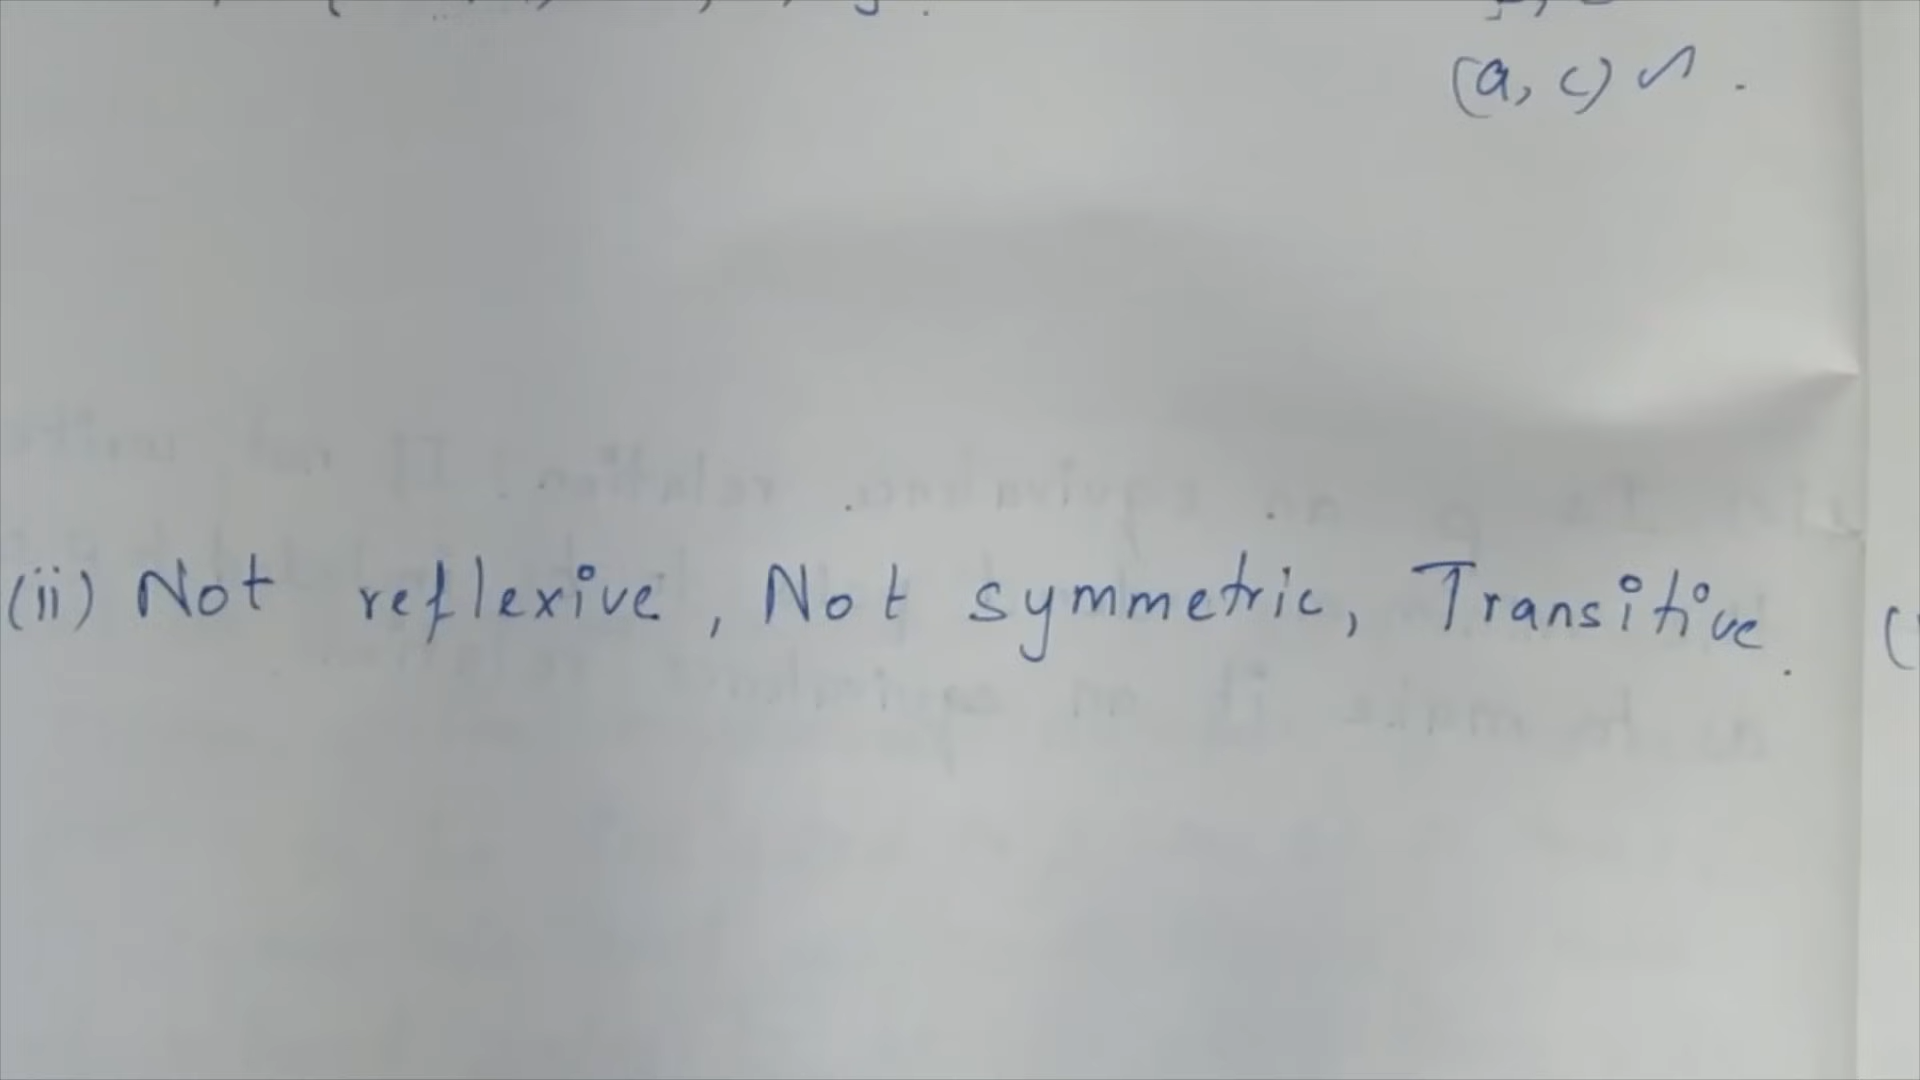 (a, c)
(ii) Not reflexive, Not symmetric, Transitive.